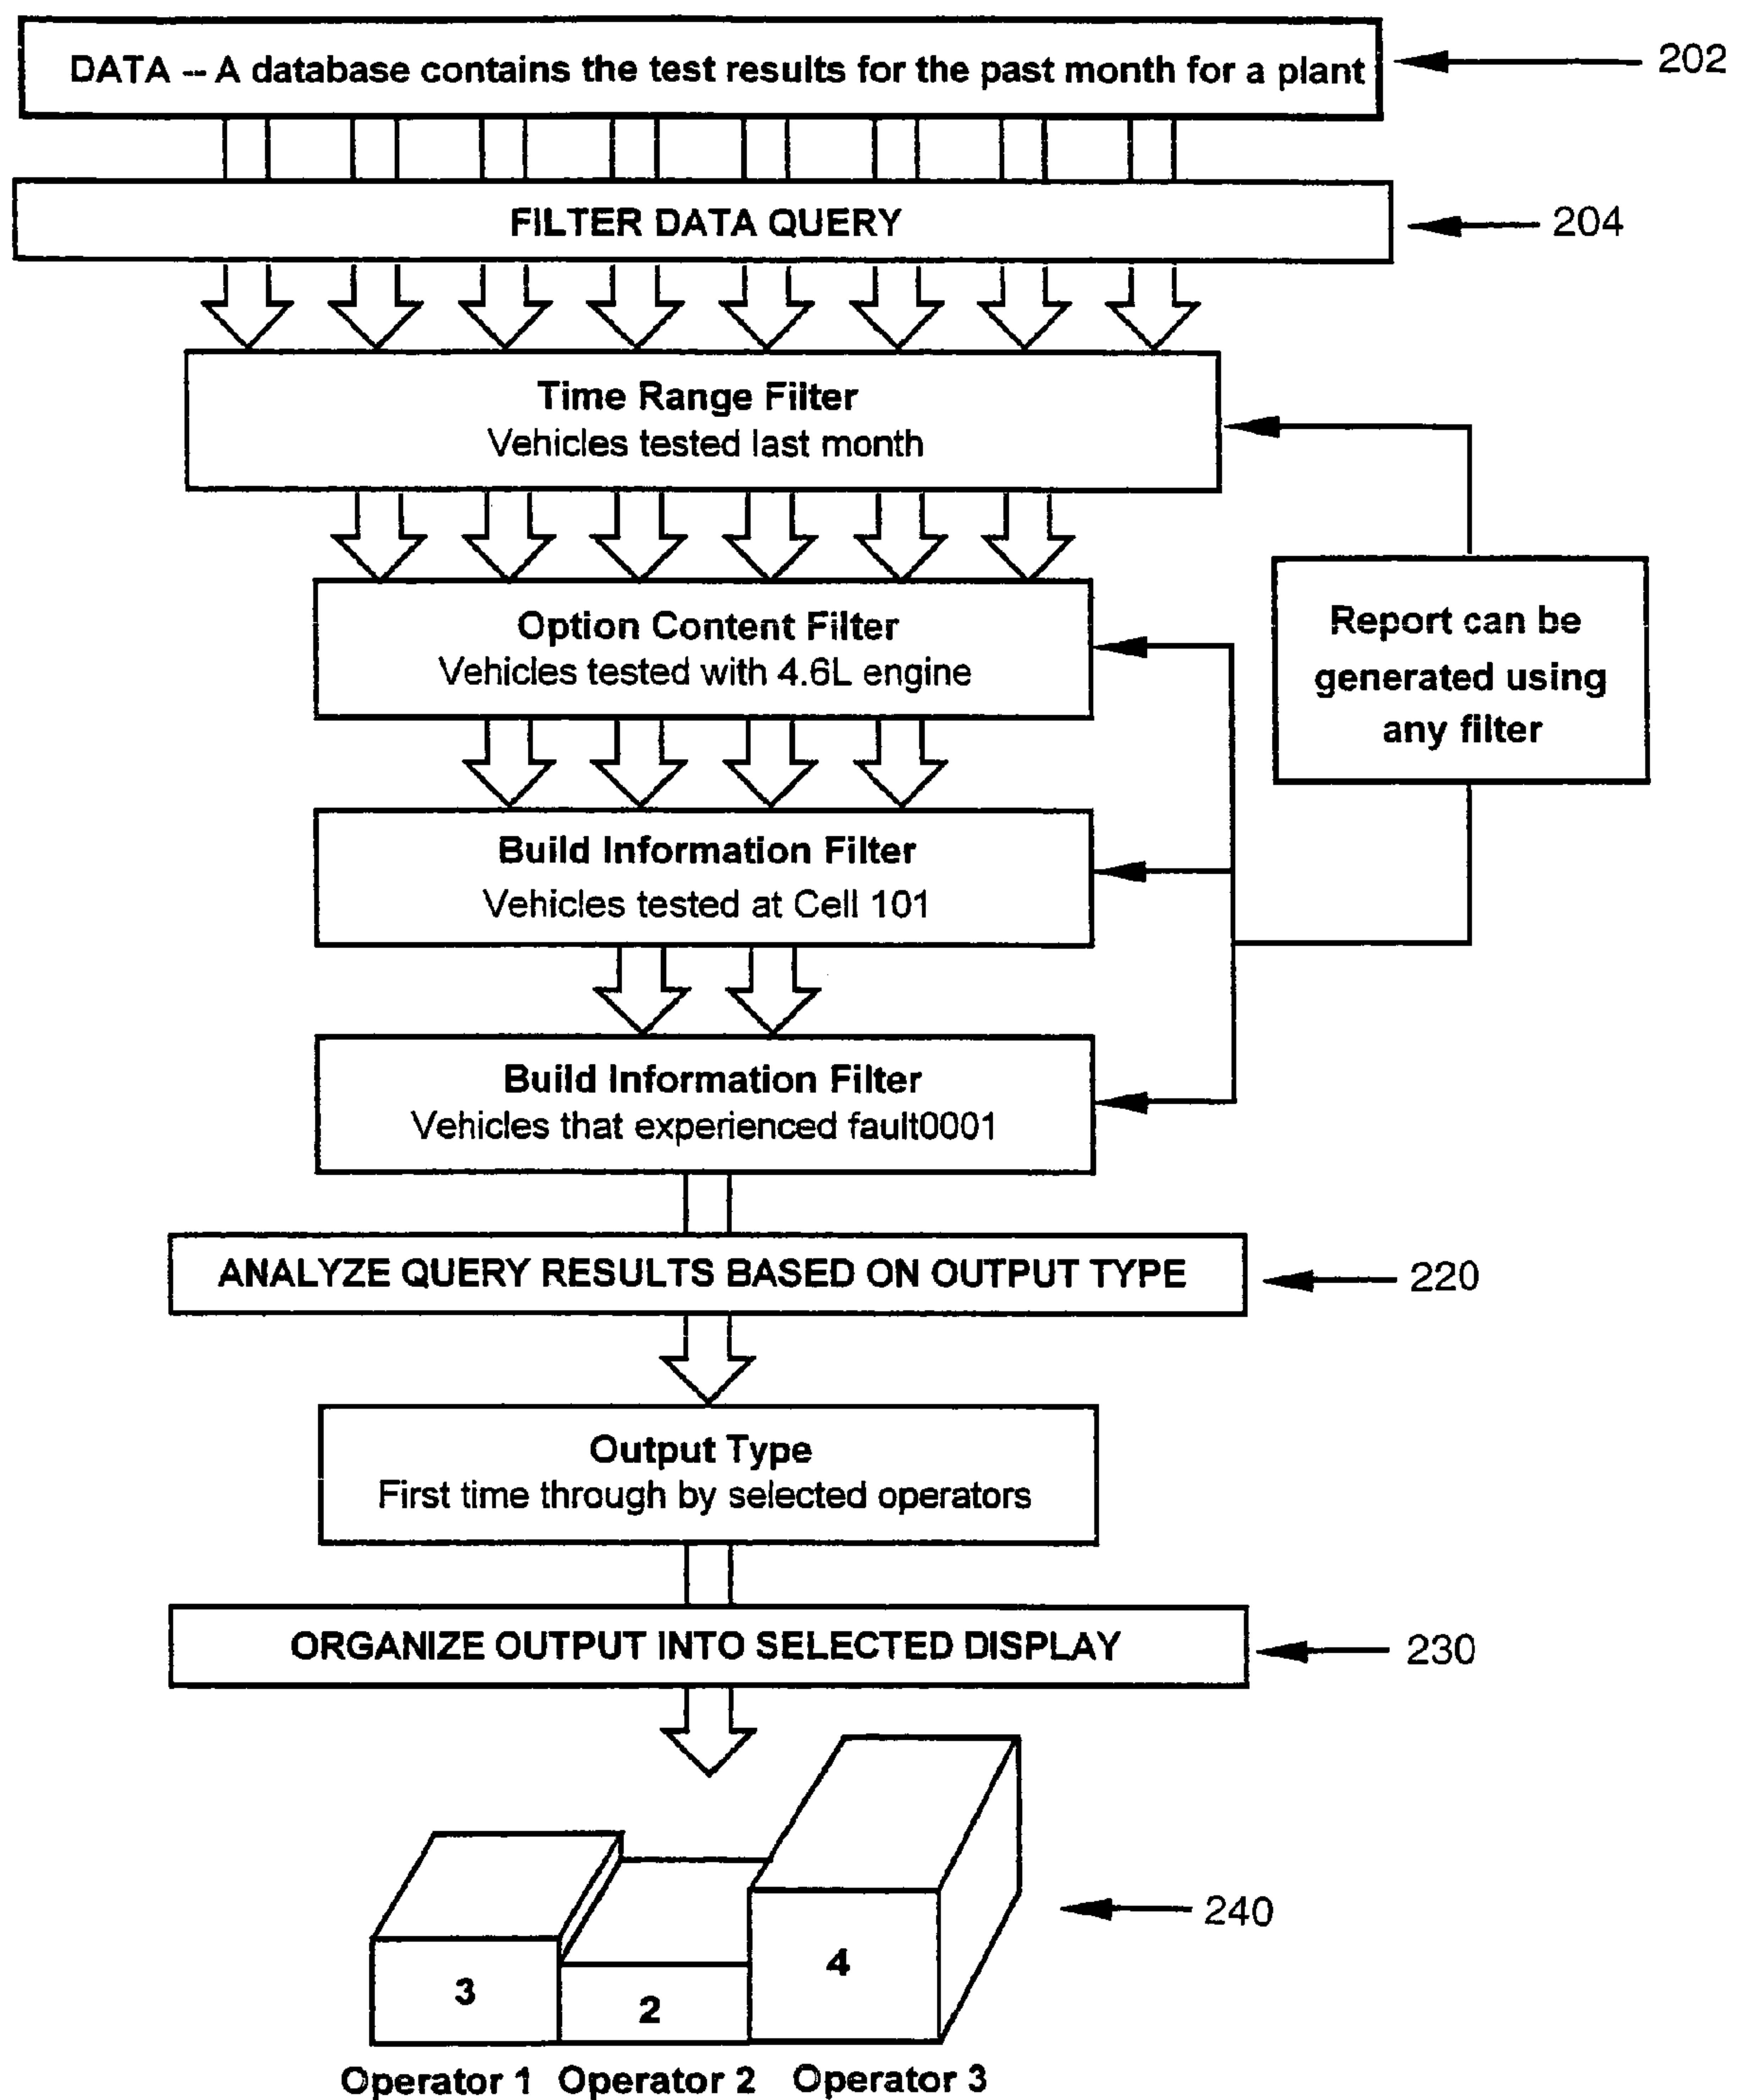 DATA -- A database contains the test results for the past month for a plant
202
FILTER DATA QUERY
204
Time Range Filter
Vehicles tested last month
Option Content Filter
Vehicles tested with 4.6L engine
Report can be
generated using
any filter
Build Information Filter
Vehicles tested at Cell 101
Build Information Filter
Vehicles that experienced fault0001
ANALYZE QUERY RESULTS BASED ON OUTPUT TYPE
220
Output Type
First time through by selected operators
ORGANIZE OUTPUT INTO SELECTED DISPLAY
230
240
3
2
4
Operator 1
Operator 2
Operator 3